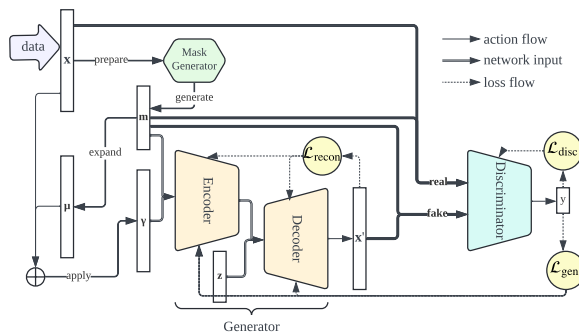 data
x
prepare
Mask
Generator
generate
m
expand
μ
γ
apply
Encoder
z
Decoder
x'
ℒrecon
Generator
action flow
network input
loss flow
real
fake
Discriminator
y
ℒdisc
ℒgen